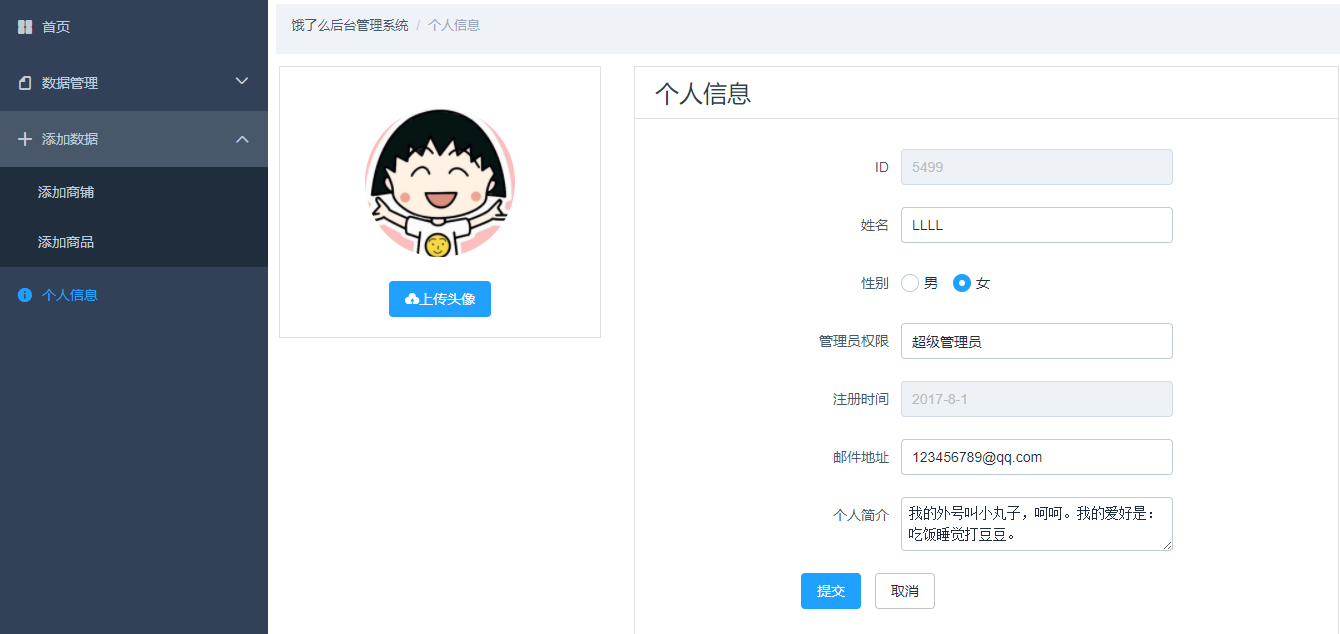 首页
数据管理
添加数据
添加商铺
添加商品
个人信息
饿了么后台管理系统 / 个人信息
上传头像
个人信息
ID 5499
姓名 LLLL
性别 男 女
管理员权限 超级管理员
注册时间 2017-8-1
邮件地址 123456789@qq.com
个人简介 我的外号叫小丸子，呵呵。我的爱好是：
吃饭睡觉打豆豆。
提交 取消